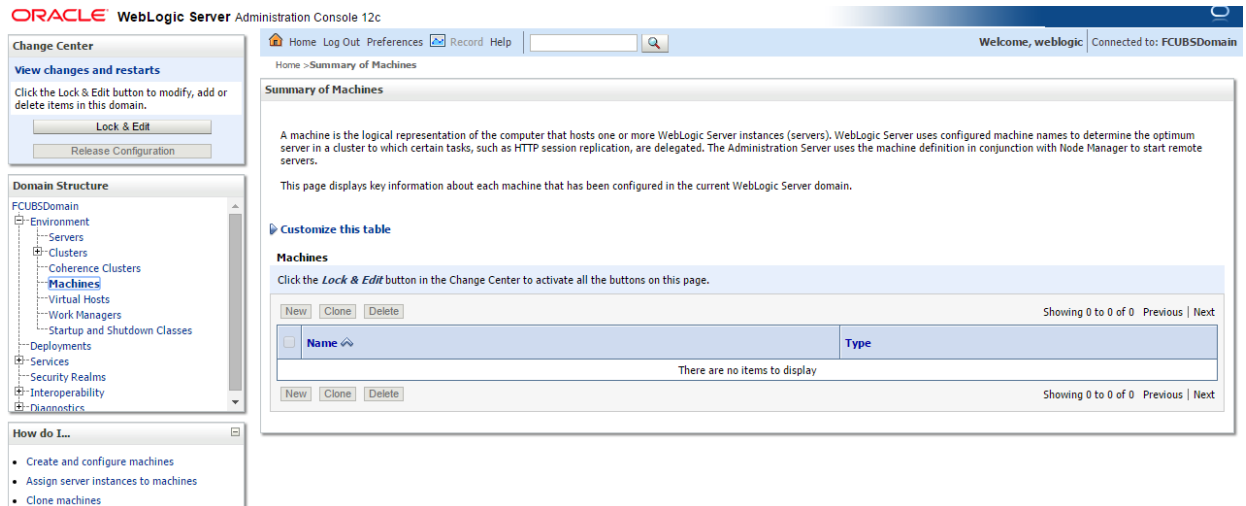 ORACLE WebLogic Server Administration Console 12c
Change Center
View changes and restarts
Click the Lock & Edit button to modify, add or
delete items in this domain.
Lock & Edit
Release Configuration
Domain Structure
FCUBSDomain
Environment
Servers
Clusters
Coherence Clusters
Machines
Virtual Hosts
Work Managers
Startup and Shutdown Classes
Deployments
Services
Security Realms
Interoperability
Diagnostics
How do I...
Create and configure machines
Assign server instances to machines
Clone machines
Home Log Out Preferences Record Help
Welcome, weblogic Connected to: FCUBSDomain
Home >Summary of Machines
Summary of Machines
A machine is the logical representation of the computer that hosts one or more WebLogic Server instances (servers). WebLogic Server uses configured machine names to determine the optimum
server in a cluster to which certain tasks, such as HTTP session replication, are delegated. The Administration Server uses the machine definition in conjunction with Node Manager to start remote
servers.
This page displays key information about each machine that has been configured in the current WebLogic Server domain.
Customize this table
Machines
Click the Lock & Edit button in the Change Center to activate all the buttons on this page.
New Clone Delete Showing 0 to 0 of 0 Previous | Next
Name Type
There are no items to display
New Clone Delete Showing 0 to 0 of 0 Previous | Next